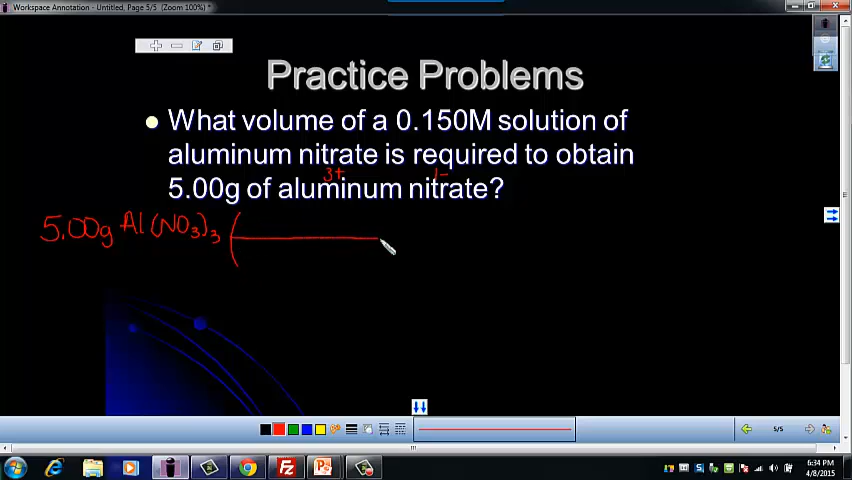 Workspace Annotation - Untitled, Page 5/5 (Zoom 100%)*
Practice Problems
What volume of a 0.150M solution of
aluminum nitrate is required to obtain
3+ 1-
5.00g of aluminum nitrate?
5.00g Al(NO₃)₃
5/5
6:34 PM
4/8/2015